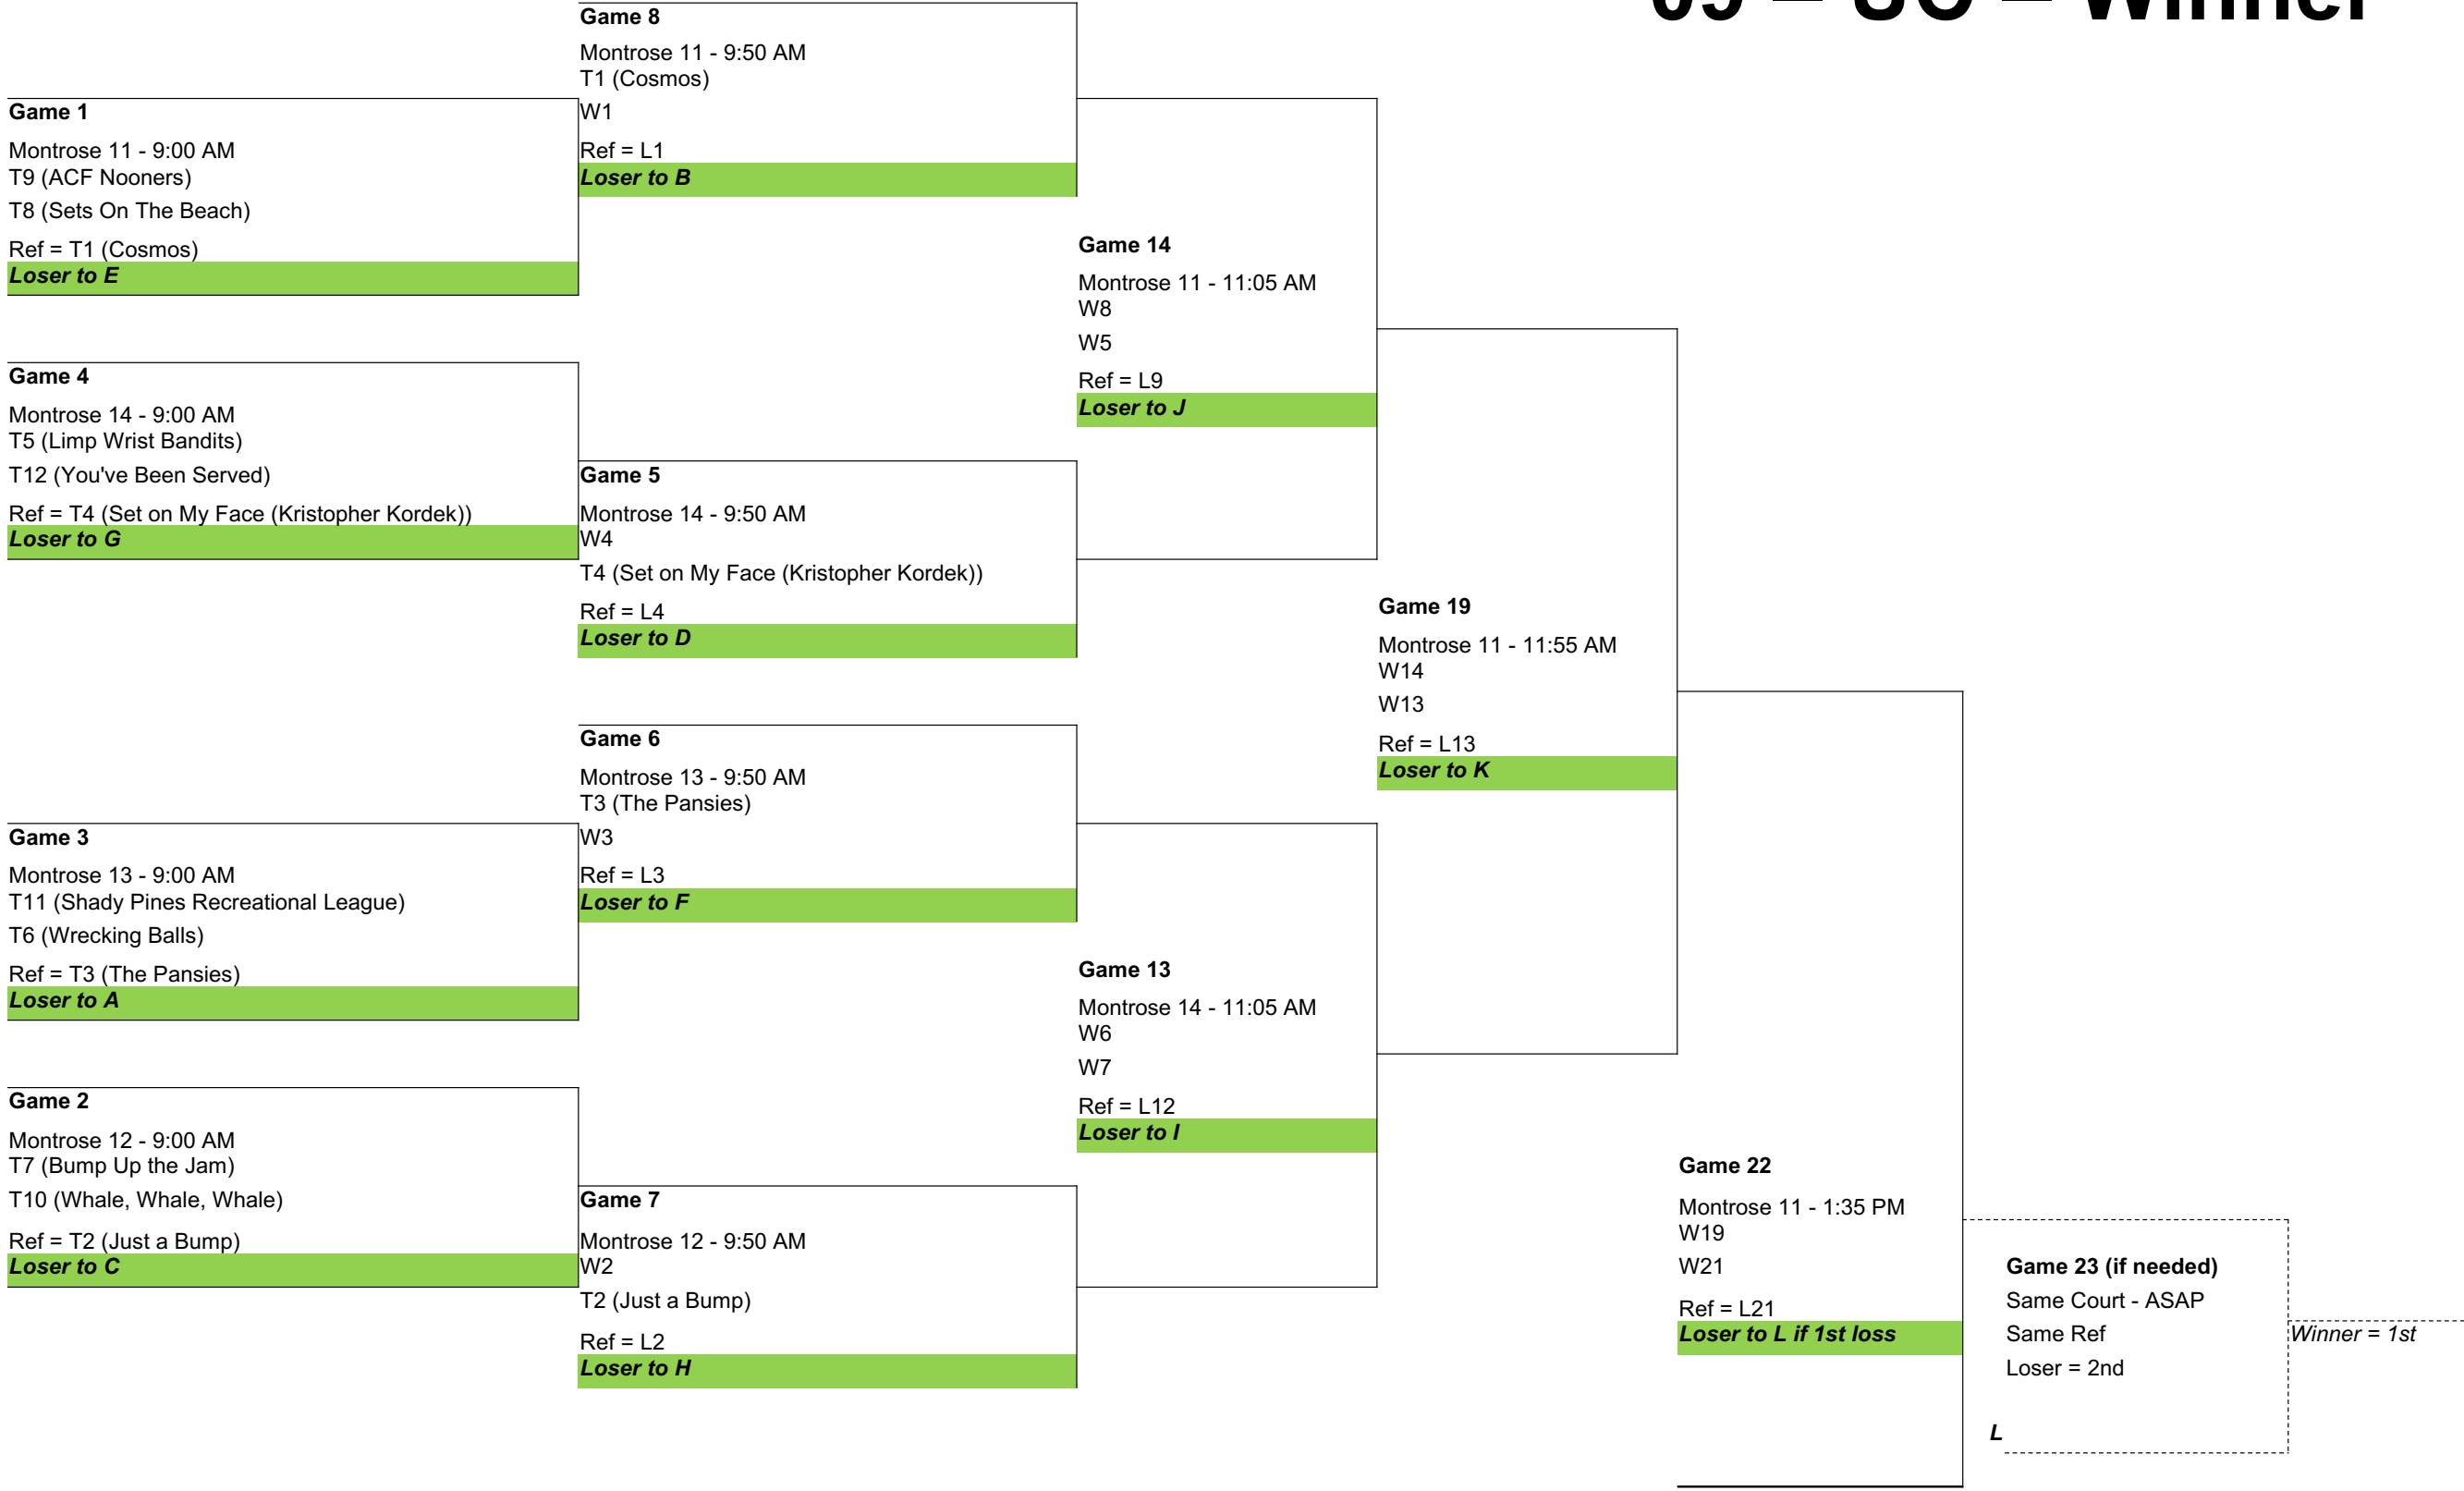 Game 1
Montrose 11 - 9:00 AM
T9 (ACF Nooners)
T8 (Sets On The Beach)
Ref = T1 (Cosmos)
Loser to E
Game 4
Montrose 14 - 9:00 AM
T5 (Limp Wrist Bandits)
T12 (You've Been Served)
Ref = T4 (Set on My Face (Kristopher Kordek))
Loser to G
Game 3
Montrose 13 - 9:00 AM
T11 (Shady Pines Recreational League)
T6 (Wrecking Balls)
Ref = T3 (The Pansies)
Loser to A
Game 2
Montrose 12 - 9:00 AM
T7 (Bump Up the Jam)
T10 (Whale, Whale, Whale)
Ref = T2 (Just a Bump)
Loser to C
Game 8
Montrose 11 - 9:50 AM
T1 (Cosmos)
W1
Ref = L1
Loser to B
Game 5
Montrose 14 - 9:50 AM
W4
T4 (Set on My Face (Kristopher Kordek))
Ref = L4
Loser to D
Game 6
Montrose 13 - 9:50 AM
T3 (The Pansies)
W3
Ref = L3
Loser to F
Game 7
Montrose 12 - 9:50 AM
W2
T2 (Just a Bump)
Ref = L2
Loser to H
Game 14
Montrose 11 - 11:05 AM
W8
W5
Ref = L9
Loser to J
Game 13
Montrose 14 - 11:05 AM
W6
W7
Ref = L12
Loser to I
Game 19
Montrose 11 - 11:55 AM
W14
W13
Ref = L13
Loser to K
Game 22
Montrose 11 - 1:35 PM
W19
W21
Ref = L21
Loser to L if 1st loss
Game 23 (if needed)
Same Court - ASAP
Same Ref
Loser = 2nd
L
Winner = 1st